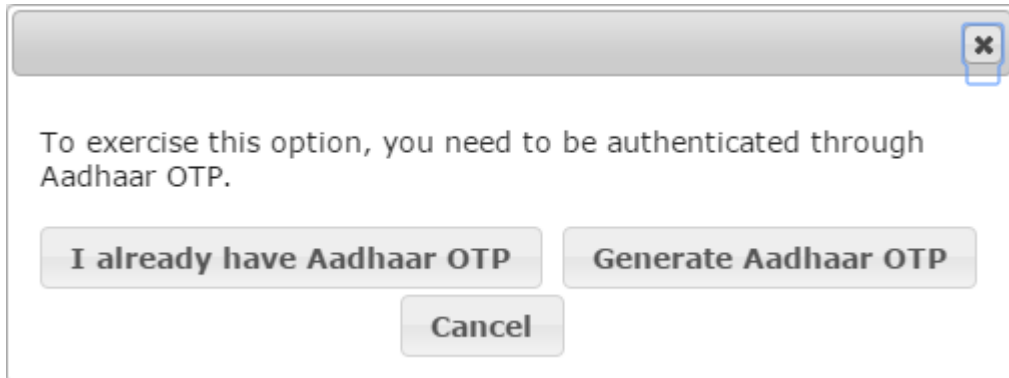 To exercise this option, you need to be authenticated through
Aadhaar OTP.
I already have Aadhaar OTP
Generate Aadhaar OTP
Cancel